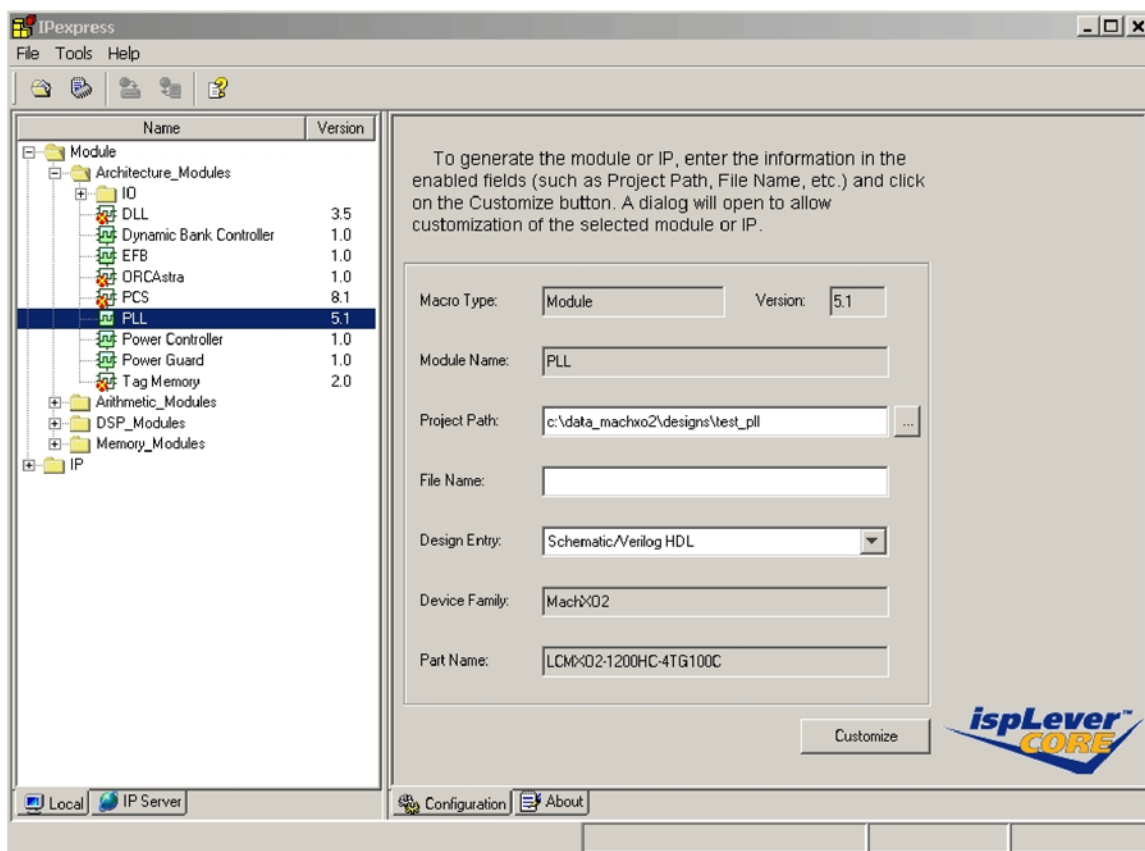 IPexpress
File Tools Help
Name Version
Module
Architecture_Modules
IO
DLL 3.5
Dynamic Bank Controller 1.0
EFB 1.0
ORCAstra 1.0
PCS 8.1
PLL 5.1
Power Controller 1.0
Power Guard 1.0
Tag Memory 2.0
Arithmetic_Modules
DSP_Modules
Memory_Modules
IP
Local IP Server
To generate the module or IP, enter the information in the
enabled fields (such as Project Path, File Name, etc.) and click
on the Customize button. A dialog will open to allow
customization of the selected module or IP.
Macro Type: Module Version: 5.1
Module Name: PLL
Project Path: c:\data_machxo2\designs\test_pll ...
File Name:
Design Entry: Schematic/Verilog HDL
Device Family: MachXO2
Part Name: LCMXO2-1200HC-4TG100C
Customize
ispLever™
CORE
Configuration About